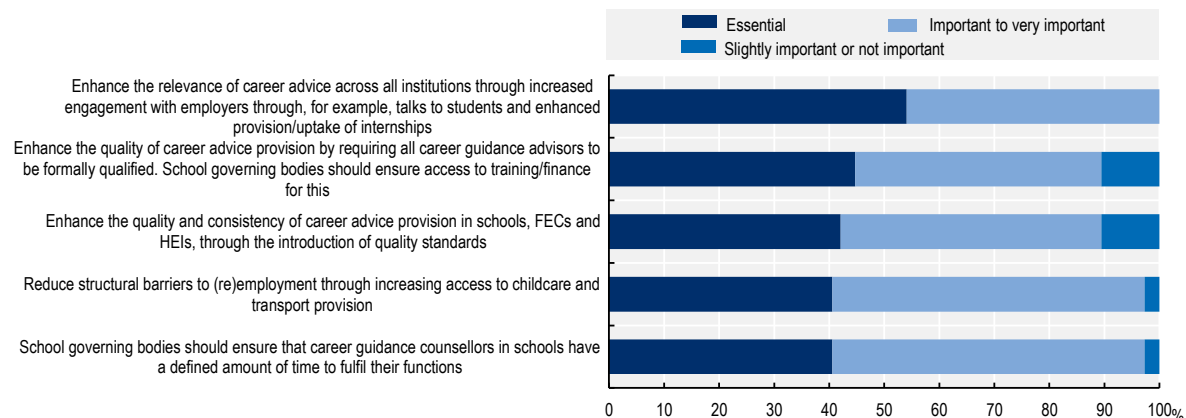 Essential
Important to very important
Slightly important or not important
Enhance the relevance of career advice across all institutions through increased
engagement with employers through, for example, talks to students and enhanced
provision/uptake of internships
Enhance the quality of career advice provision by requiring all career guidance advisors to
be formally qualified. School governing bodies should ensure access to training/finance
for this
Enhance the quality and consistency of career advice provision in schools, FECs and
HEIs, through the introduction of quality standards
Reduce structural barriers to (re)employment through increasing access to childcare and
transport provision
School governing bodies should ensure that career guidance counsellors in schools have
a defined amount of time to fulfil their functions
0 10 20 30 40 50 60 70 80 90 100%